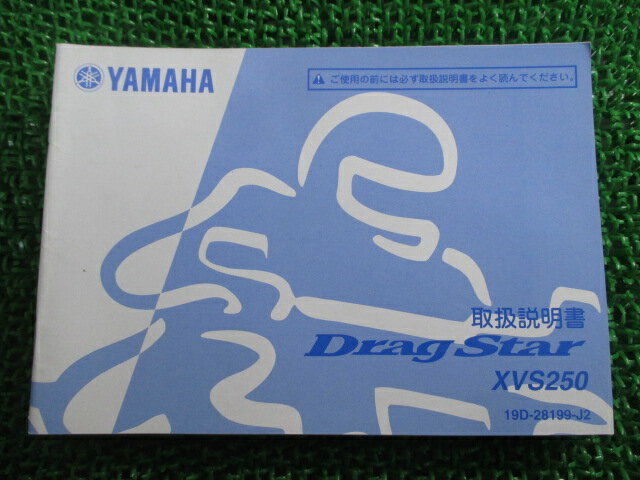 YAMAHA
ご使用の前には必ず取扱説明書をよく読んでください。
取扱説明書
DragStar
XVS250
19D-28199-J2